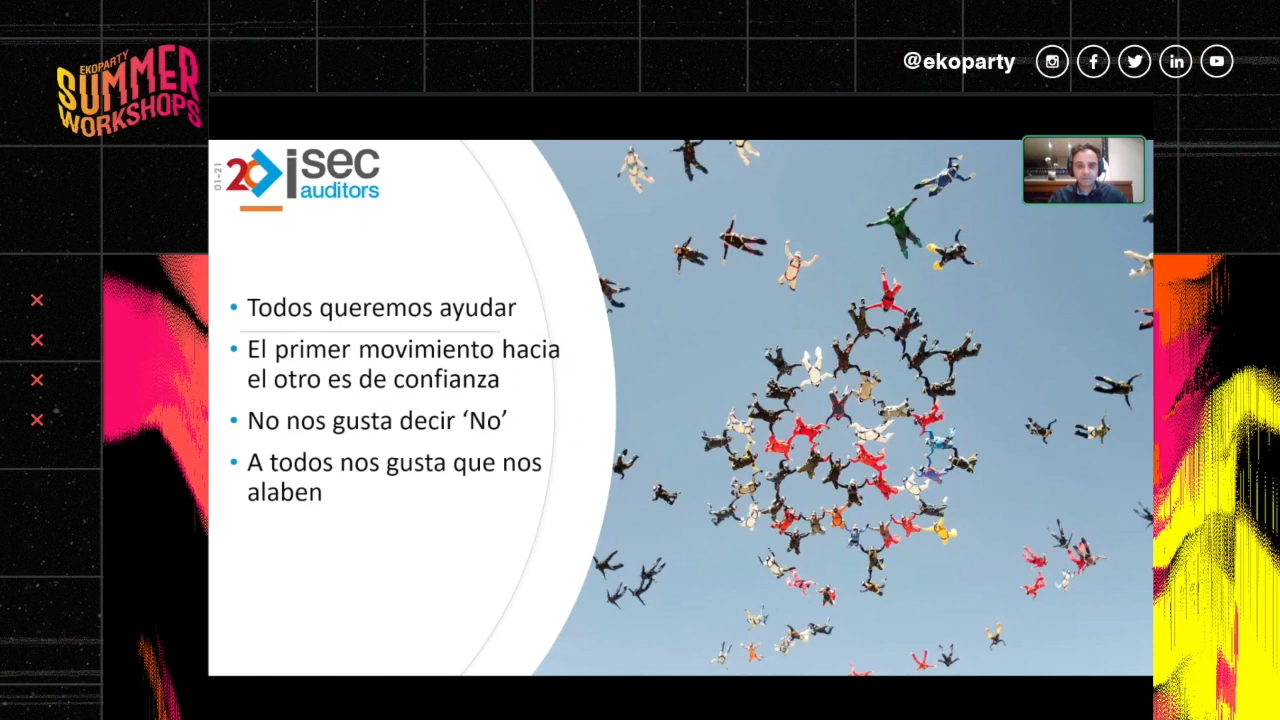 EKOPARTY
SUMMER
WORKSHOPS
@ekoparty
01-21
20 isec
auditors
• Todos queremos ayudar
• El primer movimiento hacia
el otro es de confianza
• No nos gusta decir ‘No’
• A todos nos gusta que nos
alaben